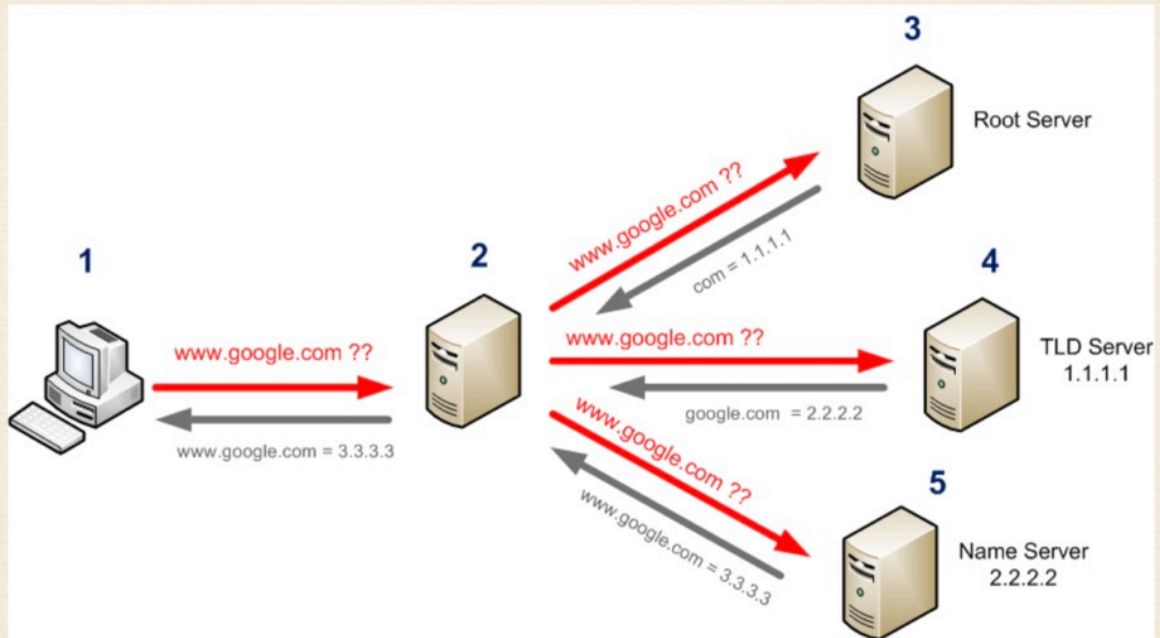 3
Root Server
www.google.com ??
com = 1.1.1.1
1
2
4
www.google.com ??
www.google.com ??
TLD Server
1.1.1.1
google.com = 2.2.2.2
www.google.com = 3.3.3.3
www.google.com ??
5
www.google.com = 3.3.3.3
Name Server
2.2.2.2